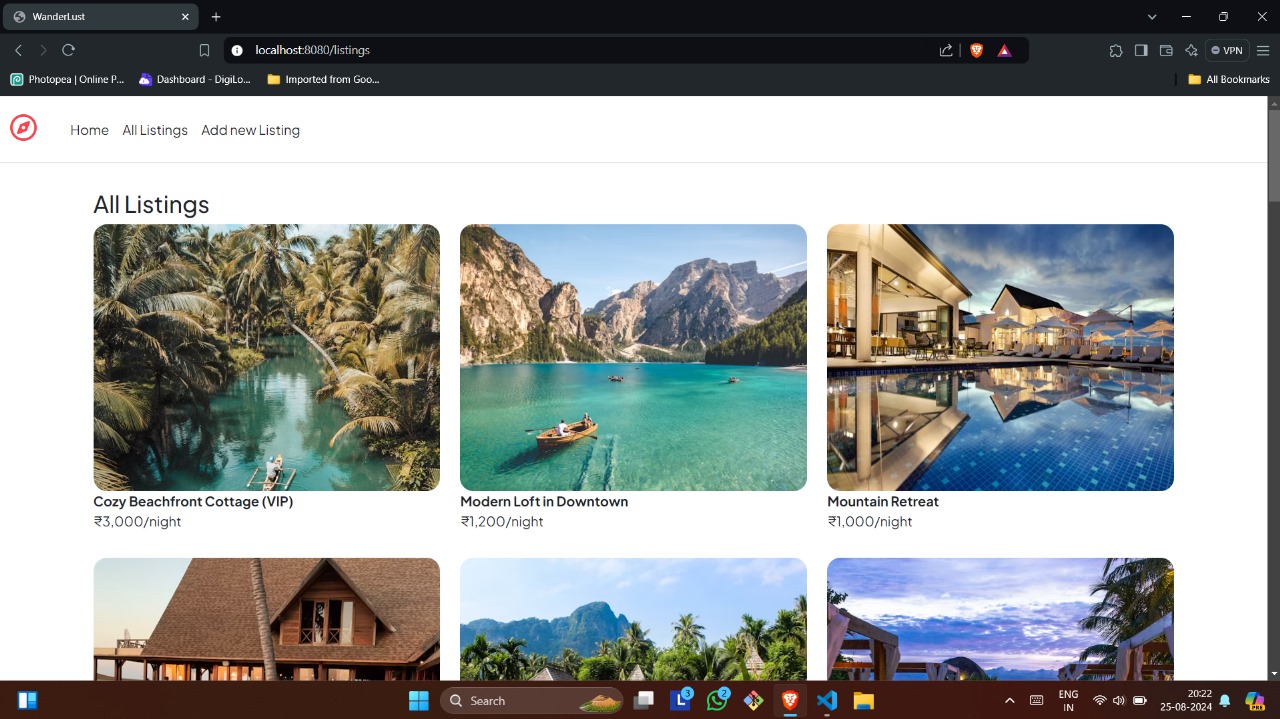 WanderLust
localhost:8080/listings
VPN
Photopea | Online P...
Dashboard - DigiLo...
Imported from Goo...
All Bookmarks
Home
All Listings
Add new Listing
All Listings
Cozy Beachfront Cottage (VIP)
₹3,000/night
Modern Loft in Downtown
₹1,200/night
Mountain Retreat
₹1,000/night
Search
L
3
2
ENG
IN
20:22
25-08-2024
PRE